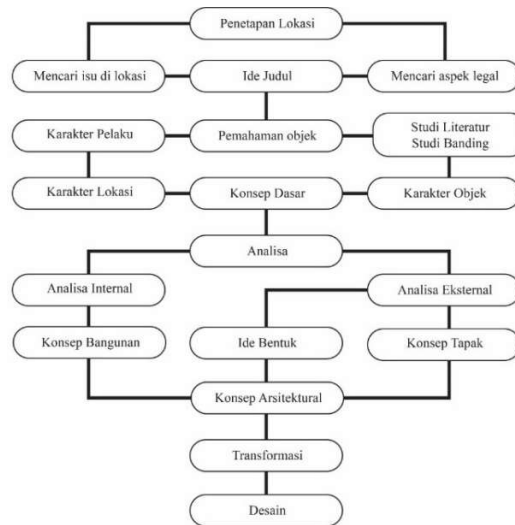 Penetapan Lokasi
Mencari isu di lokasi
Ide Judul
Mencari aspek legal
Karakter Pelaku
Pemahaman objek
Studi Literatur
Studi Banding
Karakter Lokasi
Konsep Dasar
Karakter Objek
Analisa
Analisa Internal
Analisa Eksternal
Konsep Bangunan
Ide Bentuk
Konsep Tapak
Konsep Arsitektural
Transformasi
Desain